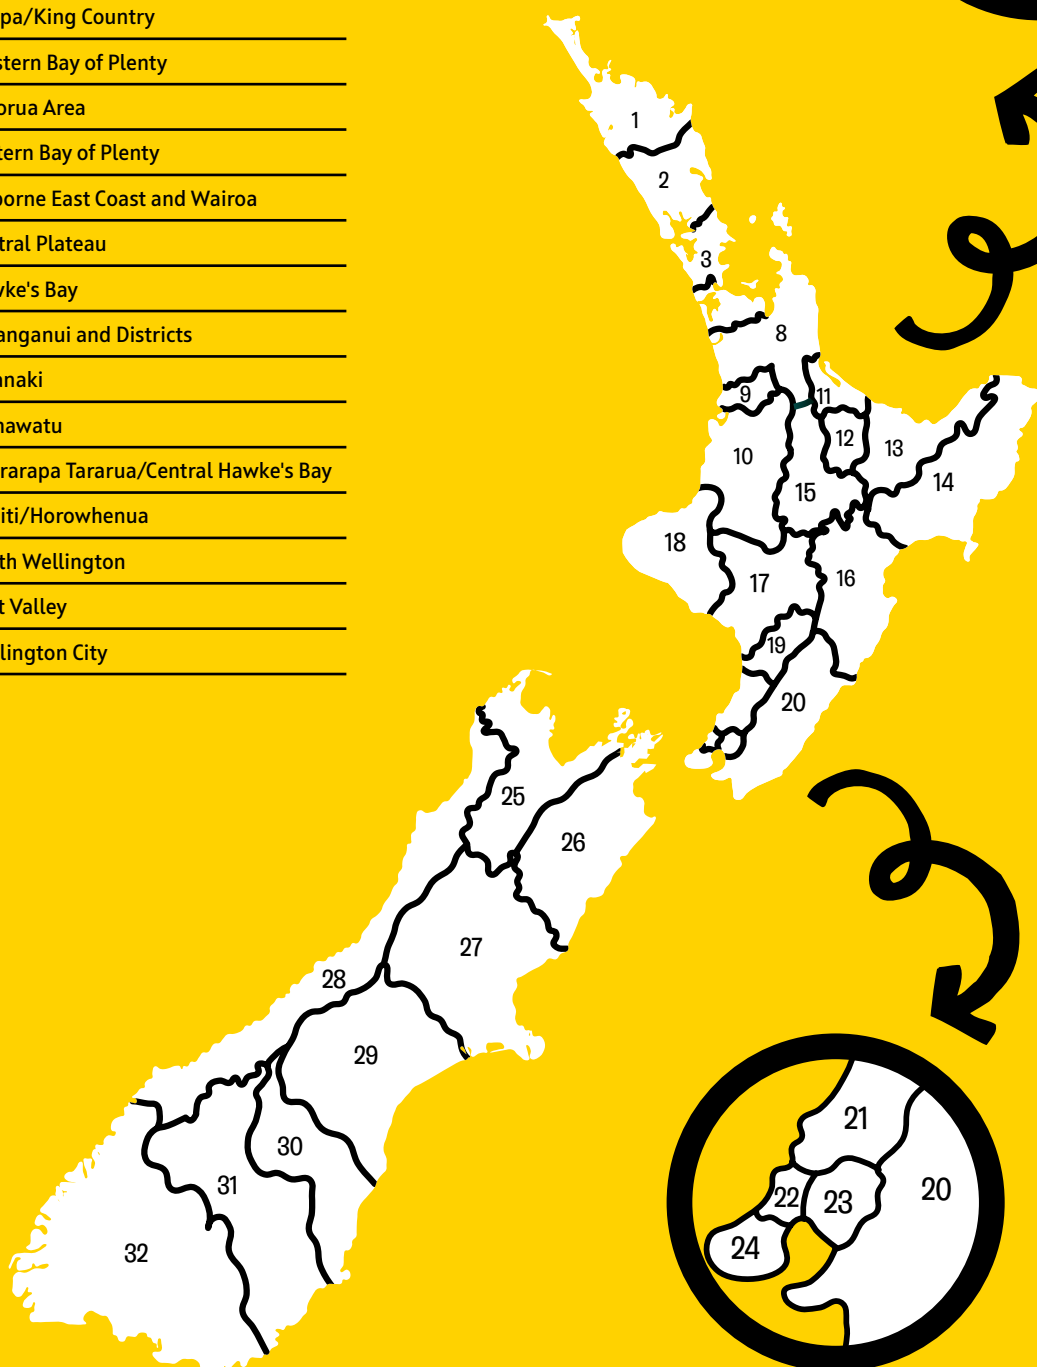 pa/King Country
stern Bay of Plenty
orua Area
tern Bay of Plenty
borne East Coast and Wairoa
tral Plateau
vke's Bay
anganui and Districts
anaki
nawatu
rarapa Tararua/Central Hawke's Bay
iti/Horowhenua
th Wellington
t Valley
lington City
1
2
3
8
9
11
12
13
10
14
15
18
16
17
19
20
25
26
27
28
29
30
31
32
21
22
23
20
24